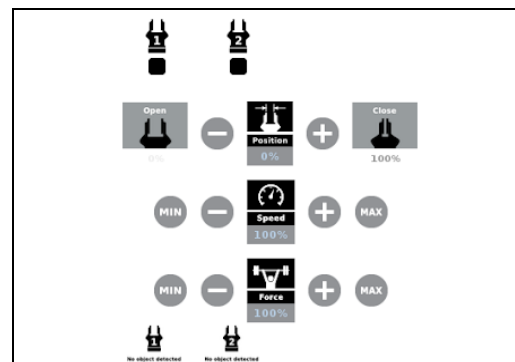 1 2
Open Close
Position
0% 0% 100%
MIN Speed MAX
100%
MIN Force MAX
100%
1 2
No object detected No object detected